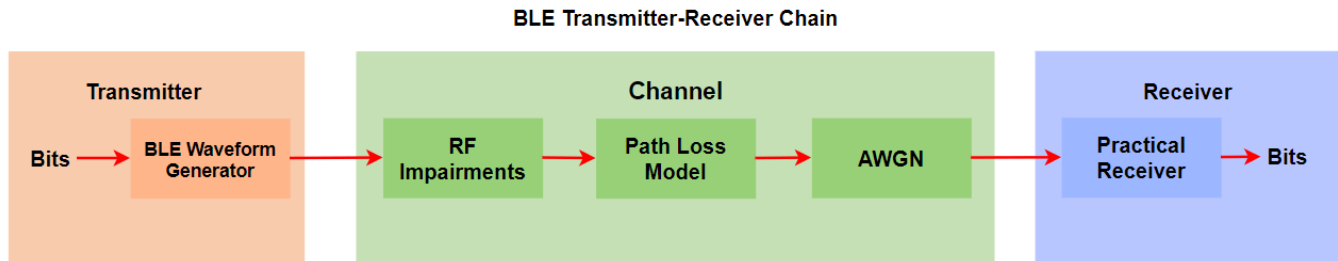 BLE Transmitter-Receiver Chain
Transmitter
Bits
BLE Waveform
Generator
Channel
RF
Impairments
Path Loss
Model
AWGN
Receiver
Practical
Receiver
Bits